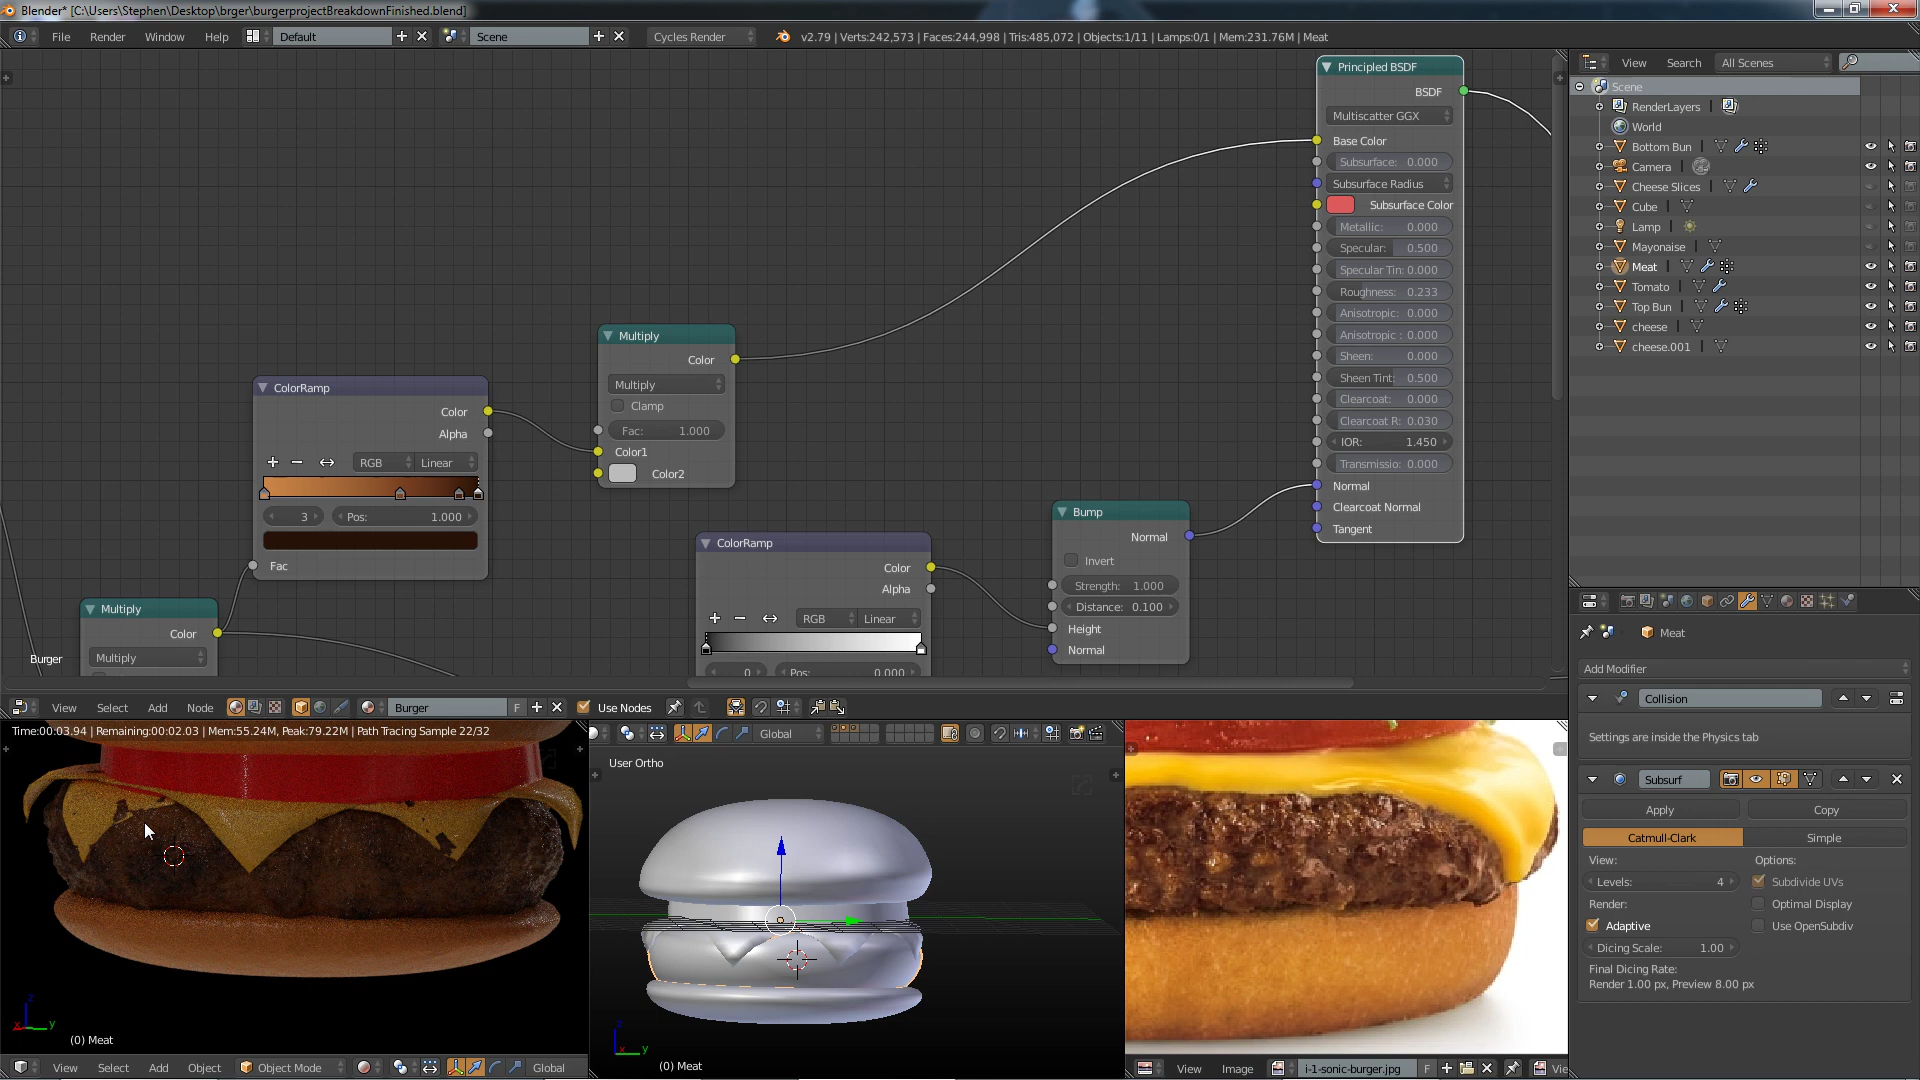 Blender* [C:\Users\Stephen\Desktop\brger\burgerprojectBreakdownFinished.blend]
File Render Window Help Default Scene Cycles Render v2.79 | Verts:242,573 | Faces:244,998 | Tris:485,072 | Objects:1/11 | Lamps:0/1 | Mem:231.76M | Meat
Principled BSDF
BSDF
Multiscatter GGX
Base Color
Subsurface: 0.000
Subsurface Radius
Subsurface Color
Metallic: 0.000
Specular: 0.500
Specular Tin: 0.000
Roughness: 0.233
Anisotropic: 0.000
Anisotropic : 0.000
Sheen: 0.000
Sheen Tint: 0.500
Clearcoat: 0.000
Clearcoat R: 0.030
IOR: 1.450
Transmissio: 0.000
Normal
Clearcoat Normal
Tangent
Multiply
Color
Multiply
Clamp
Fac: 1.000
Color1
Color2
ColorRamp
Color
Alpha
RGB Linear
3 Pos: 1.000
Fac
ColorRamp
Color
Alpha
RGB Linear
0 Pos: 0.000
Bump
Normal
Invert
Strength: 1.000
Distance: 0.100
Height
Normal
Multiply
Color
Multiply
Burger
View Select Add Node Burger F Use Nodes
View Search All Scenes
Scene
RenderLayers
World
Bottom Bun
Camera
Cheese Slices
Cube
Lamp
Mayonaise
Meat
Tomato
Top Bun
cheese
cheese.001
Meat
Add Modifier
Collision
Settings are inside the Physics tab
Subsurf
Apply Copy
Catmull-Clark Simple
View: Options:
Levels: 4 Subdivide UVs
Render: Optimal Display
Adaptive Use OpenSubdiv
Dicing Scale: 1.00
Final Dicing Rate:
Render 1.00 px, Preview 8.00 px
Time:00:03.94 | Remaining:00:02.03 | Mem:55.24M, Peak:79.22M | Path Tracing Sample 22/32
z
x y
(0) Meat
View Select Add Object Object Mode Global
Global
User Ortho
z
x y
(0) Meat
View Image i-1-sonic-burger.jpg F Vie